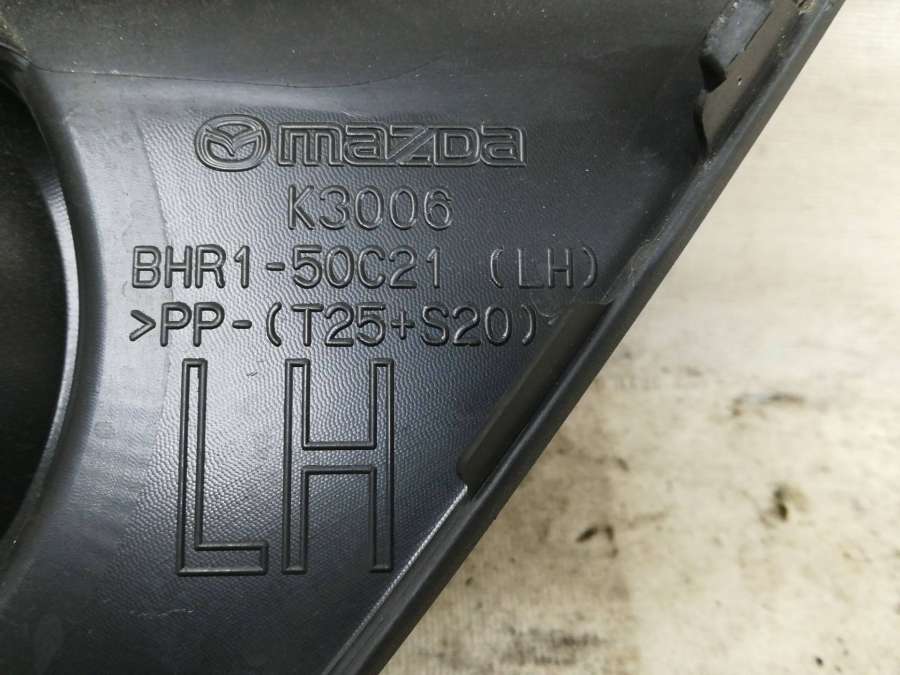 mazda
K3006
BHR1-50C21 (LH)
>PP-(T25+S20)
LH